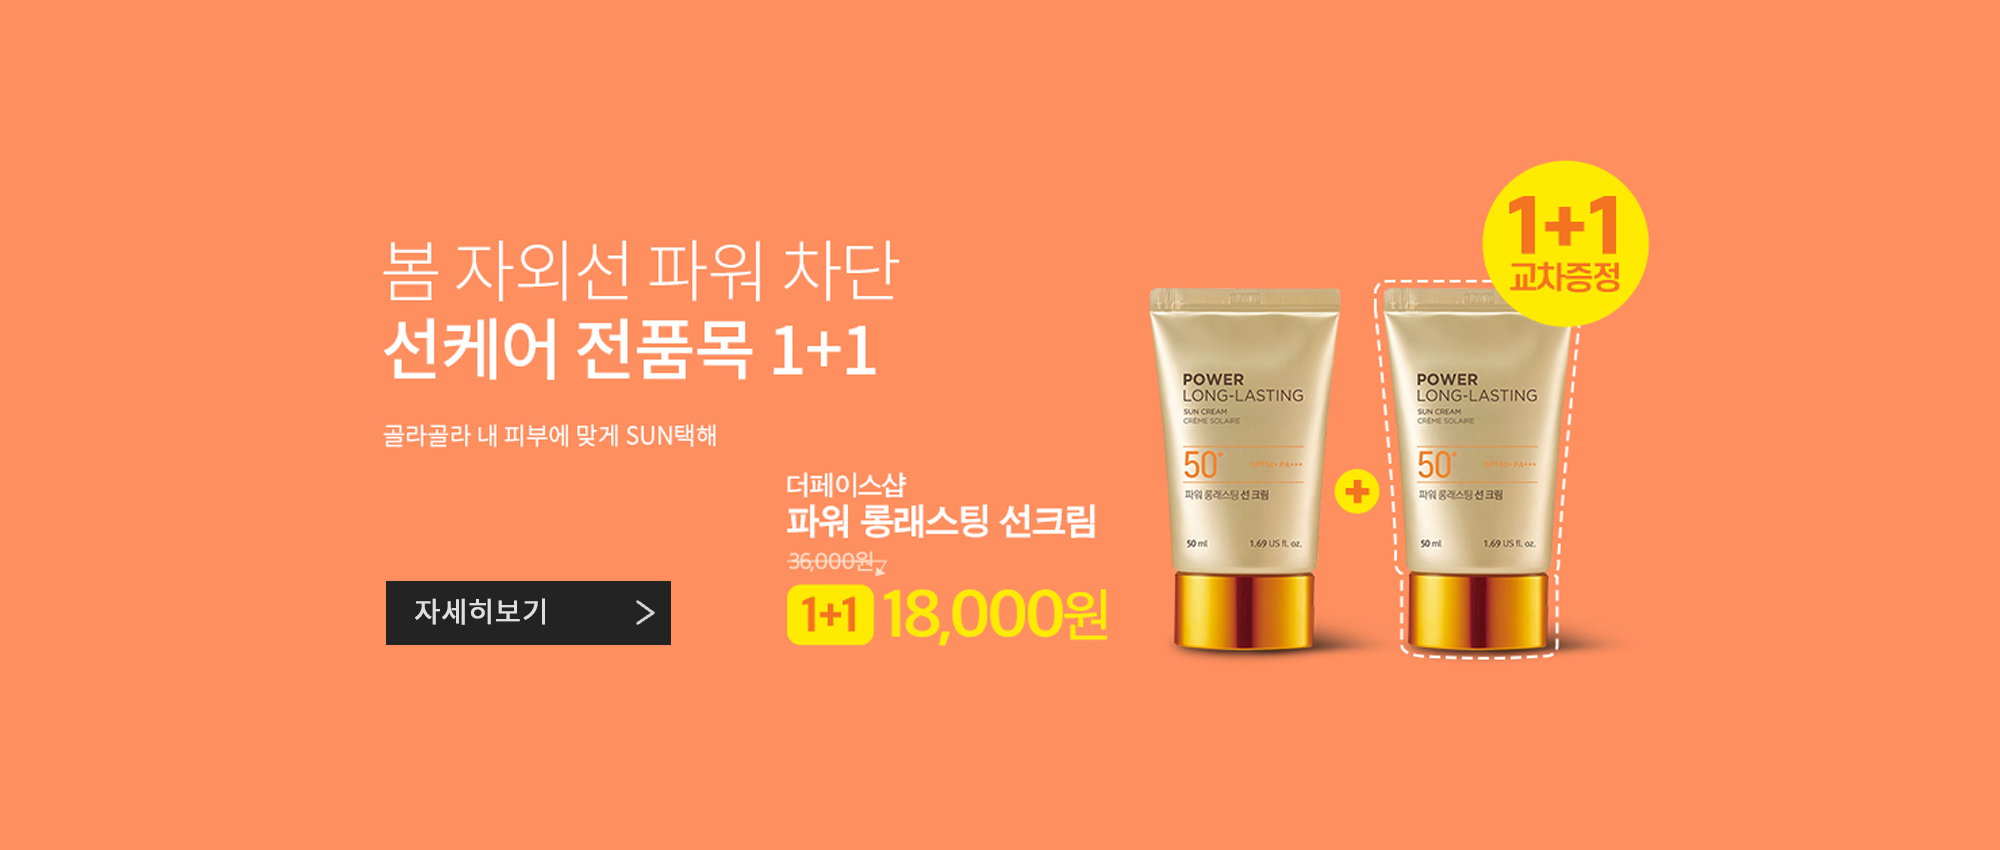 봄 자외선 파워 차단
선케어 전품목 1+1
골라골라 내 피부에 맞게 SUN택해
자세히보기 >
더페이스샵
파워 롱래스팅 선크림
36,000원
1+1 18,000원
POWER
LONG-LASTING
SUN CREAM
CRÈME SOLAIRE
50+ SPF50+ PA+++
파워 롱래스팅 선 크림
50 ml 1.69 US fl. oz.
+
1+1
교차증정
POWER
LONG-LASTING
SUN CREAM
CRÈME SOLAIRE
50+ SPF50+ PA+++
파워 롱래스팅 선 크림
50 ml 1.69 US fl. oz.